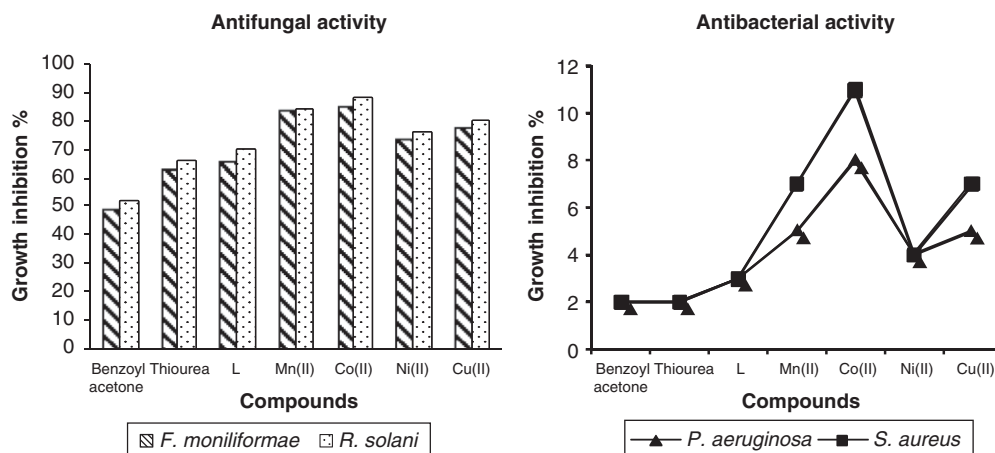 Antifungal activity
Growth inhibition %
100
90
80
70
60
50
40
30
20
10
0
Benzoyl Thiourea L Mn(II) Co(II) Ni(II) Cu(II)
acetone
Compounds
F. moniliformae R. solani
Antibacterial activity
Growth inhibition %
12
10
8
6
4
2
0
Benzoyl Thiourea L Mn(II) Co(II) Ni(II) Cu(II)
acetone
Compounds
P. aeruginosa S. aureus